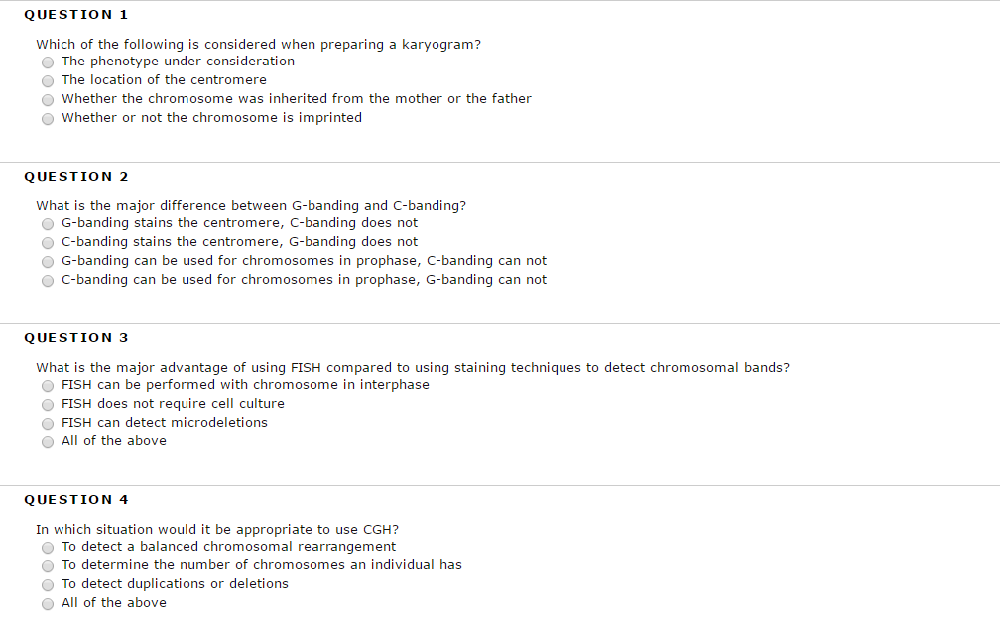 QUESTION 1
Which of the following is considered when preparing a karyogram?
The phenotype under consideration
The location of the centromere
Whether the chromosome was inherited from the mother or the father
Whether or not the chromosome is imprinted
QUESTION 2
What is the major difference between G-banding and C-banding?
G-banding stains the centromere, C-banding does not
C-banding stains the centromere, G-banding does not
G-banding can be used for chromosomes in prophase, C-banding can not
C-banding can be used for chromosomes in prophase, G-banding can not
QUESTION 3
What is the major advantage of using FISH compared to using staining techniques to detect chromosomal bands?
FISH can be performed with chromosome in interphase
FISH does not require cell culture
FISH can detect microdeletions
All of the above
QUESTION 4
In which situation would it be appropriate to use CGH?
To detect a balanced chromosomal rearrangement
To determine the number of chromosomes an individual has
To detect duplications or deletions
All of the above